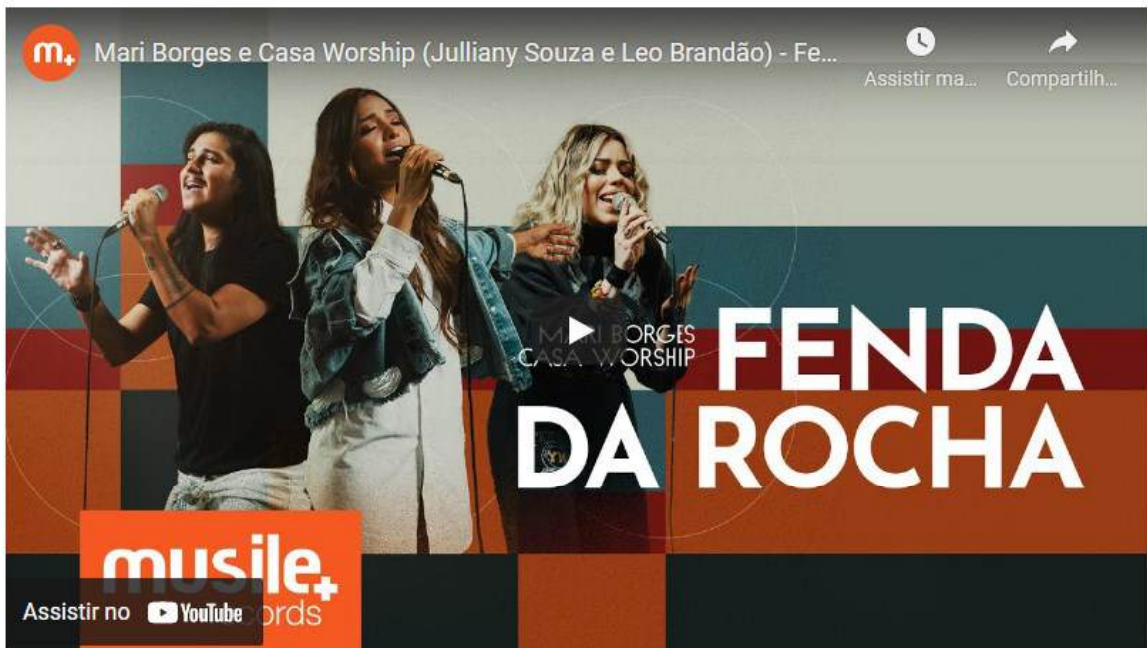 m+
Mari Borges e Casa Worship (Julliany Souza e Leo Brandão) - Fe...
Assistir ma...
Compartilh...
MARI BORGES
CASA WORSHIP
FENDA
DA ROCHA
musile+
ords
Assistir no YouTube